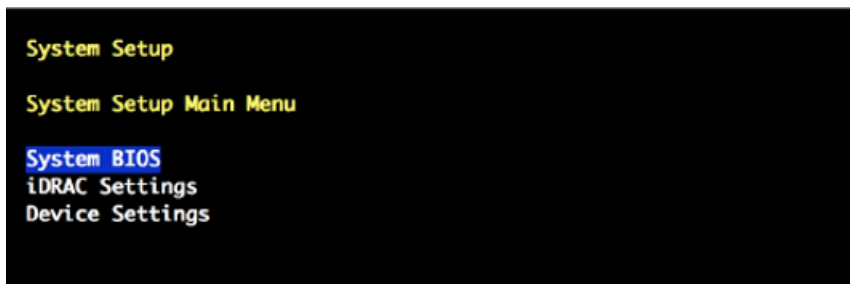 System Setup
System Setup Main Menu
System BIOS
iDRAC Settings
Device Settings